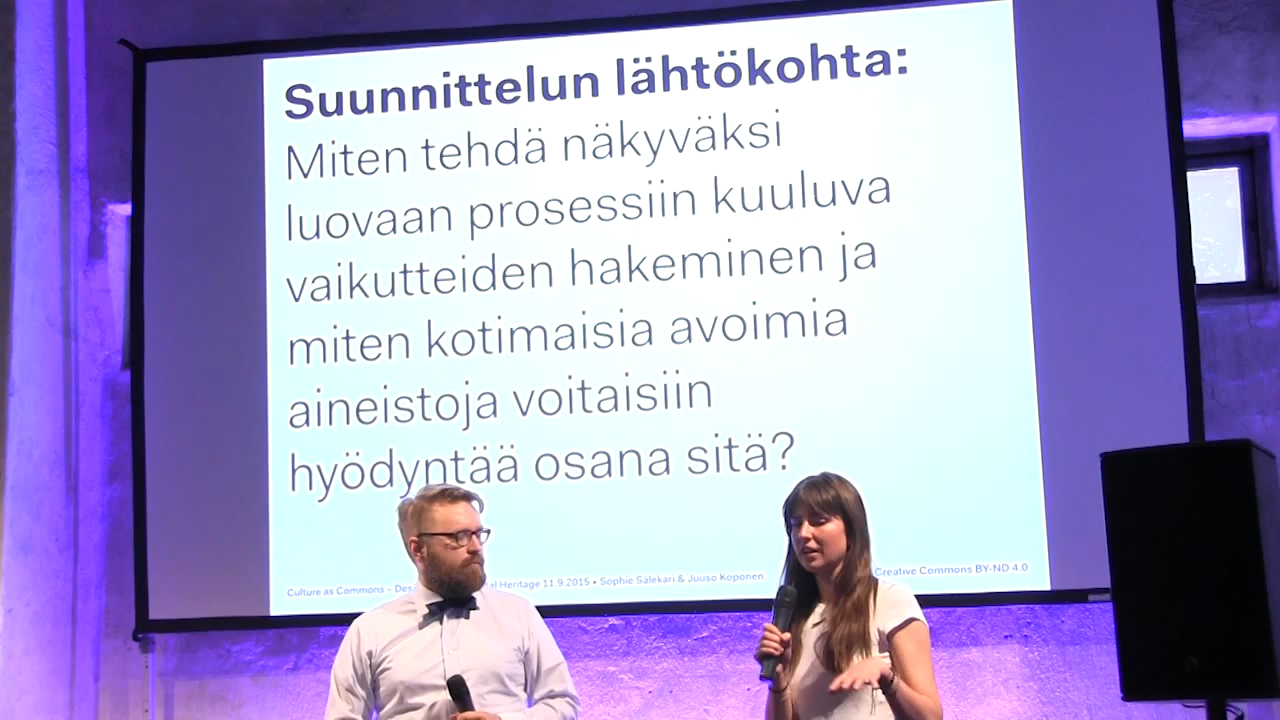 Suunnittelun lähtökohta:
Miten tehdä näkyväksi
luovaan prosessiin kuuluva
vaikutteiden hakeminen ja
miten kotimaisia avoimia
aineistoja voitaisiin
hyödyntää osana sitä?
Culture as Commons – Heritage 11.9.2015 • Sophie Sälekari & Juuso Koponen Creative Commons BY-ND 4.0